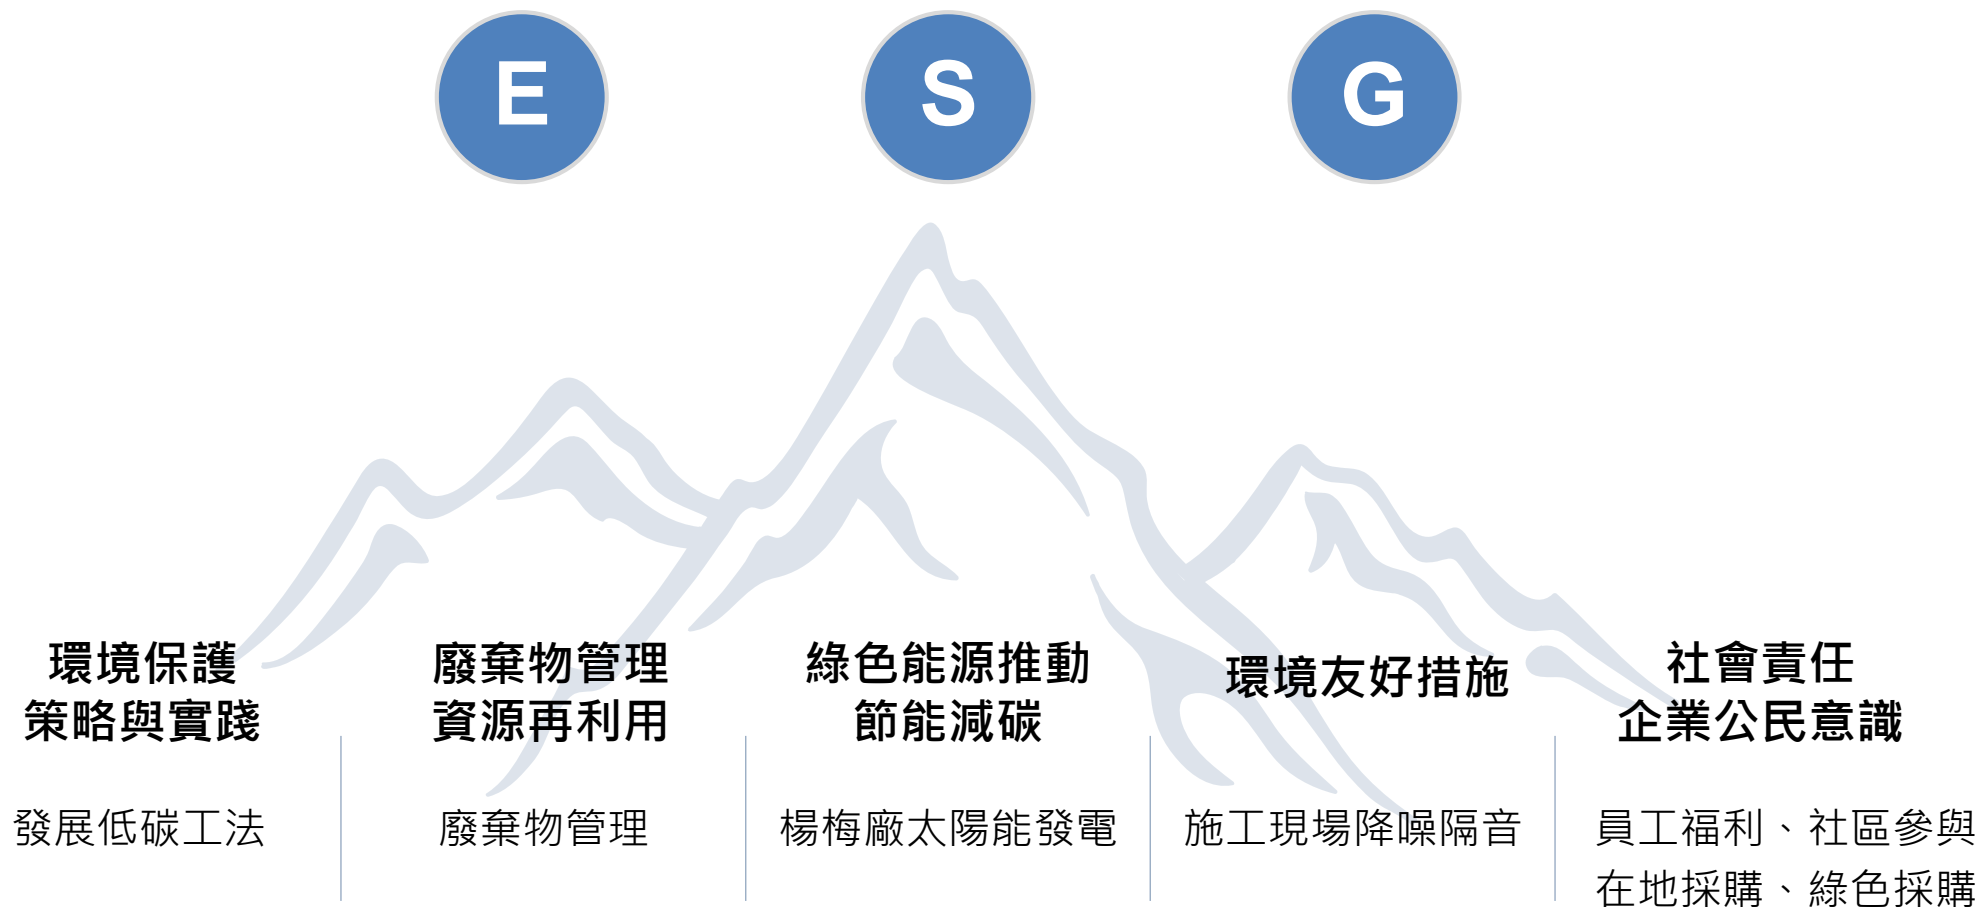 E
S
G
環境保護
策略與實踐
發展低碳工法
廢棄物管理
資源再利用
廢棄物管理
綠色能源推動
節能減碳
楊梅廠太陽能發電
環境友好措施
施工現場降噪隔音
社會責任
企業公民意識
員工福利、社區參與
在地採購、綠色採購